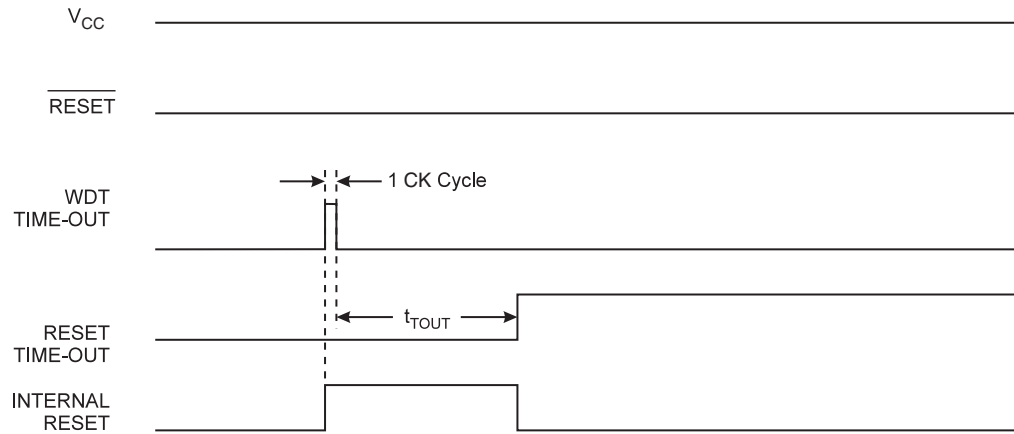 VCC
RESET
1 CK Cycle
WDT
TIME-OUT
tTOUT
RESET
TIME-OUT
INTERNAL
RESET